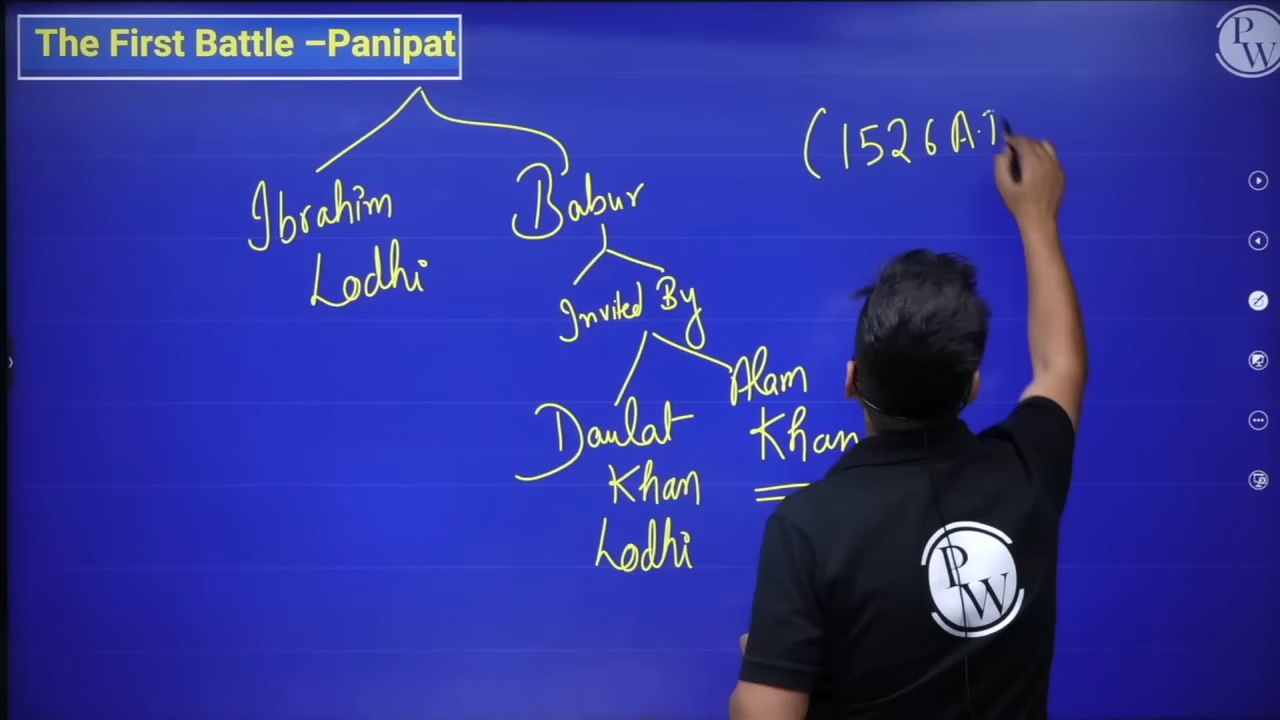 The First Battle –Panipat
PW
(1526 A.D
Ibrahim
Lodhi
Babur
Invited By
Daulat
Khan
Lodhi
Alam
Khan
PW